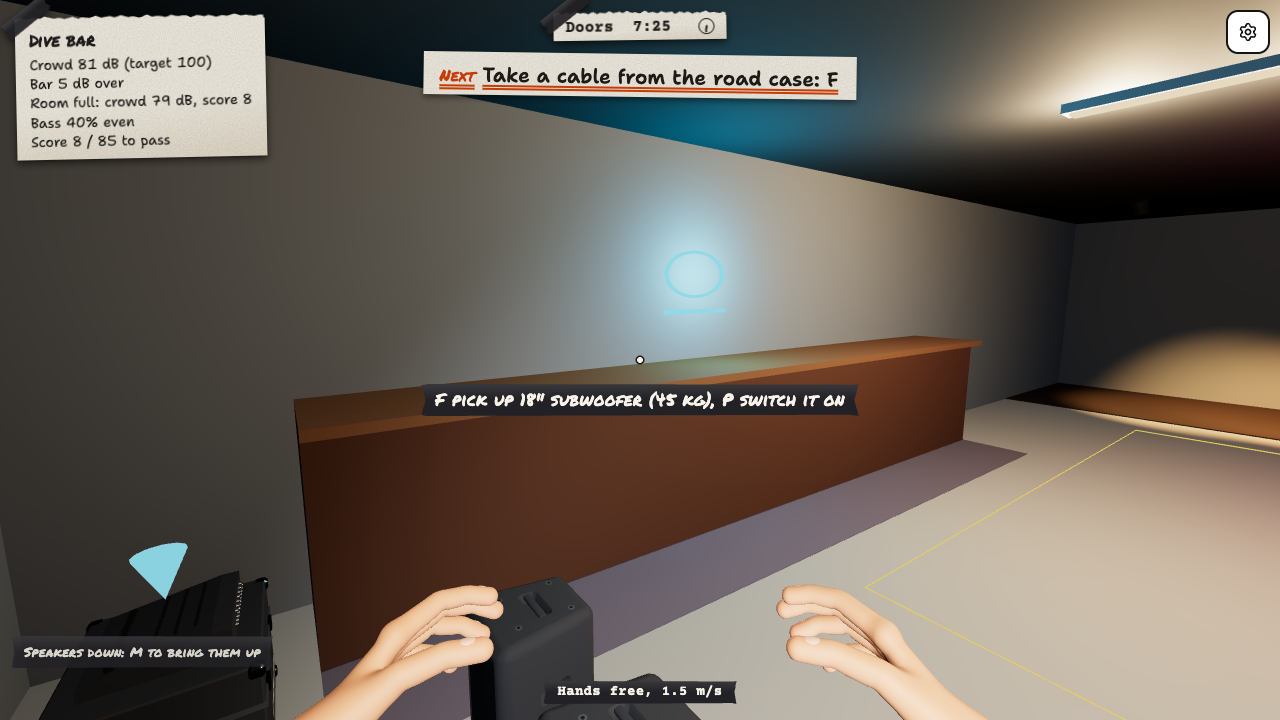 Dive bar
Crowd 81 dB (target 100)
Bar 5 dB over
Room full: crowd 79 dB, score 8
Bass 40% even
Score 8 / 85 to pass
Doors 7:25
Next Take a cable from the road case: F
F pick up 18" subwoofer (45 kg), P switch it on
Speakers down: M to bring them up
Hands free, 1.5 m/s